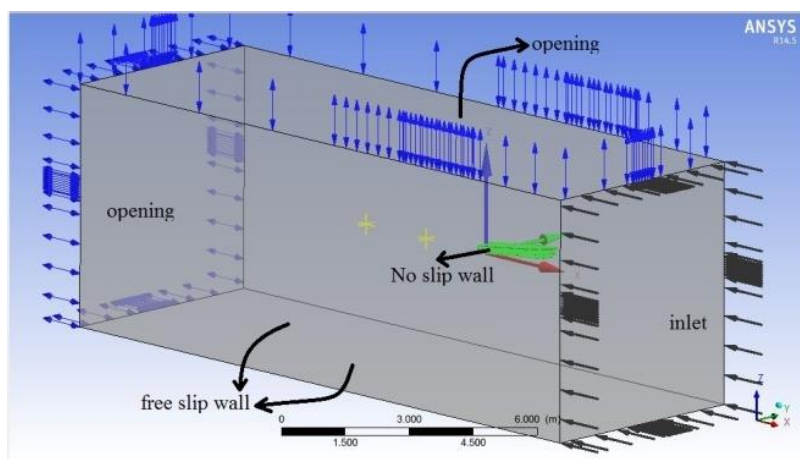 ANSYS
R14.5
opening
Z
opening
No slip wall
x
inlet
free slip wall
0 3.000 6.000 (m)
1.500 4.500
Z
Y
X